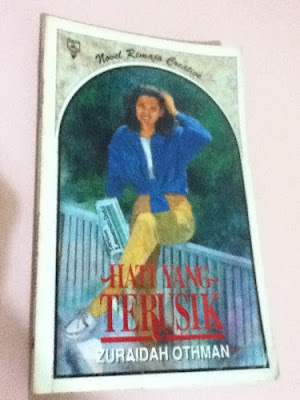 Novel Remaja Creative
HATI YANG
TERUSIK
ZURAIDAH OTHMAN